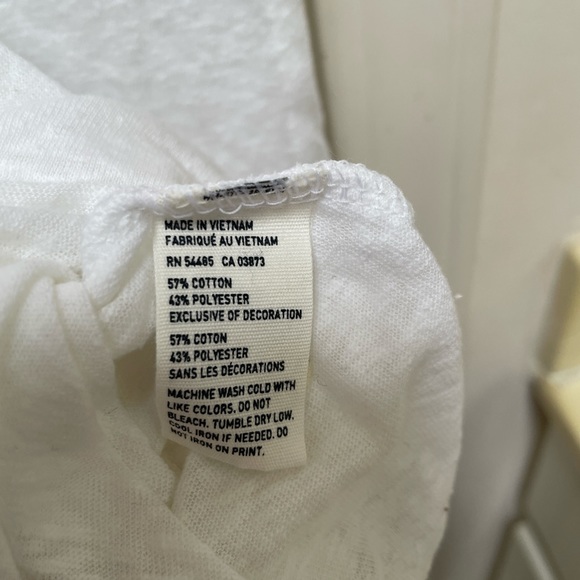 MADE IN VIETNAM
FABRIQUÉ AU VIETNAM
RN 54485 CA 03873
57% COTTON
43% POLYESTER
EXCLUSIVE OF DECORATION
57% COTON
43% POLYESTER
SANS LES DÉCORATIONS
MACHINE WASH COLD WITH
LIKE COLORS. DO NOT
BLEACH. TUMBLE DRY LOW.
COOL IRON IF NEEDED. DO
NOT IRON ON PRINT.